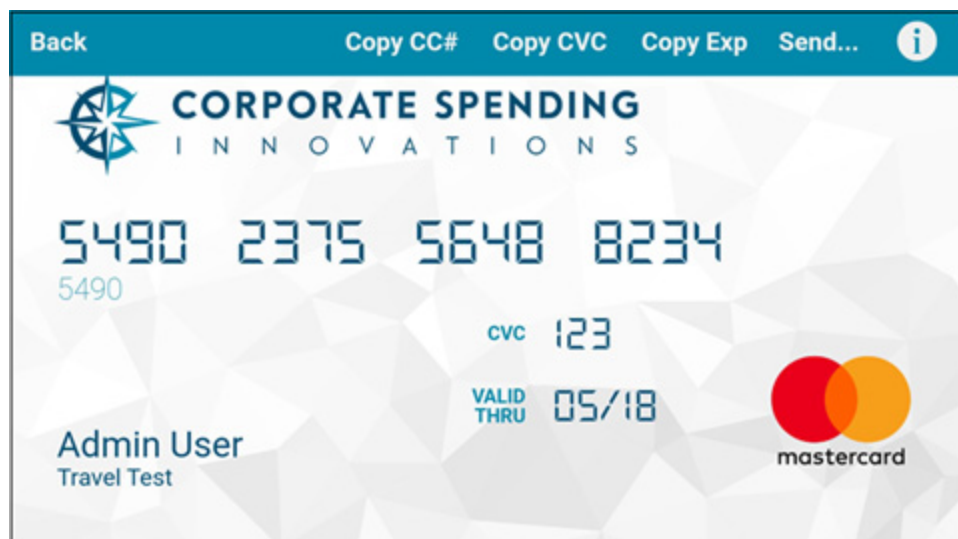 Back Copy CC# Copy CVC Copy Exp Send... i
CORPORATE SPENDING
INNOVATIONS
5490 2375 5648 8234
5490
CVC 123
VALID
THRU 05/18
Admin User
Travel Test
mastercard